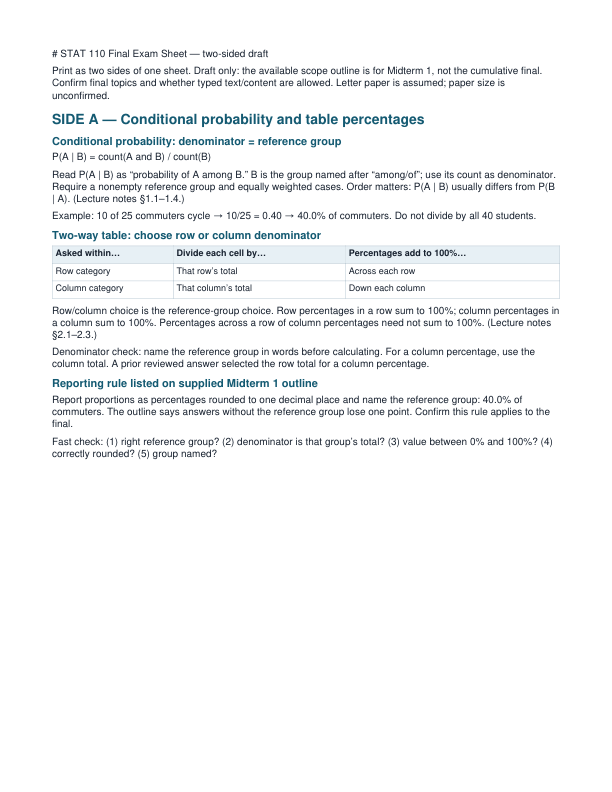 # STAT 110 Final Exam Sheet — two-sided draft
Print as two sides of one sheet. Draft only: the available scope outline is for Midterm 1, not the cumulative final.
Confirm final topics and whether typed text/content are allowed. Letter paper is assumed; paper size is
unconfirmed.
SIDE A — Conditional probability and table percentages
Conditional probability: denominator = reference group
P(A | B) = count(A and B) / count(B)
Read P(A | B) as “probability of A among B.” B is the group named after “among/of”; use its count as denominator.
Require a nonempty reference group and equally weighted cases. Order matters: P(A | B) usually differs from P(B
| A). (Lecture notes §1.1–1.4.)
Example: 10 of 25 commuters cycle → 10/25 = 0.40 → 40.0% of commuters. Do not divide by all 40 students.
Two-way table: choose row or column denominator
Asked within… Divide each cell by… Percentages add to 100%…
Row category That row’s total Across each row
Column category That column’s total Down each column
Row/column choice is the reference-group choice. Row percentages in a row sum to 100%; column percentages in
a column sum to 100%. Percentages across a row of column percentages need not sum to 100%. (Lecture notes
§2.1–2.3.)
Denominator check: name the reference group in words before calculating. For a column percentage, use the
column total. A prior reviewed answer selected the row total for a column percentage.
Reporting rule listed on supplied Midterm 1 outline
Report proportions as percentages rounded to one decimal place and name the reference group: 40.0% of
commuters. The outline says answers without the reference group lose one point. Confirm this rule applies to the
final.
Fast check: (1) right reference group? (2) denominator is that group’s total? (3) value between 0% and 100%? (4)
correctly rounded? (5) group named?